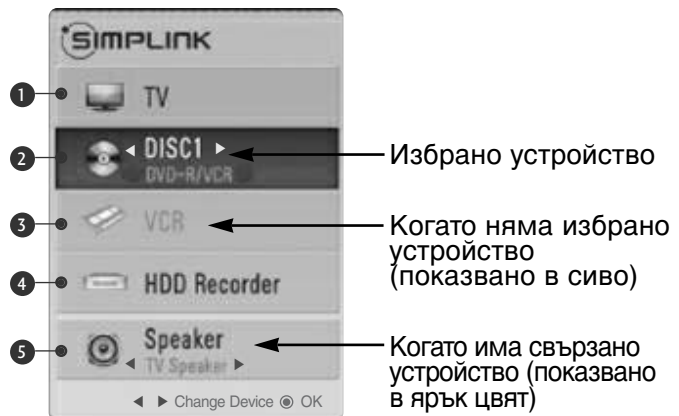 SIMPLINK
1 TV
2 ◀ DISC1 ▶
DVD-R/VCR
Избрано устройство
3 VCR
Когато няма избрано
устройство
(показвано в сиво)
4 HDD Recorder
5 Speaker
◀ TV Speaker ▶
Когато има свързано
устройство (показвано
в ярък цвят)
◀ ▶ Change Device ◉ OK